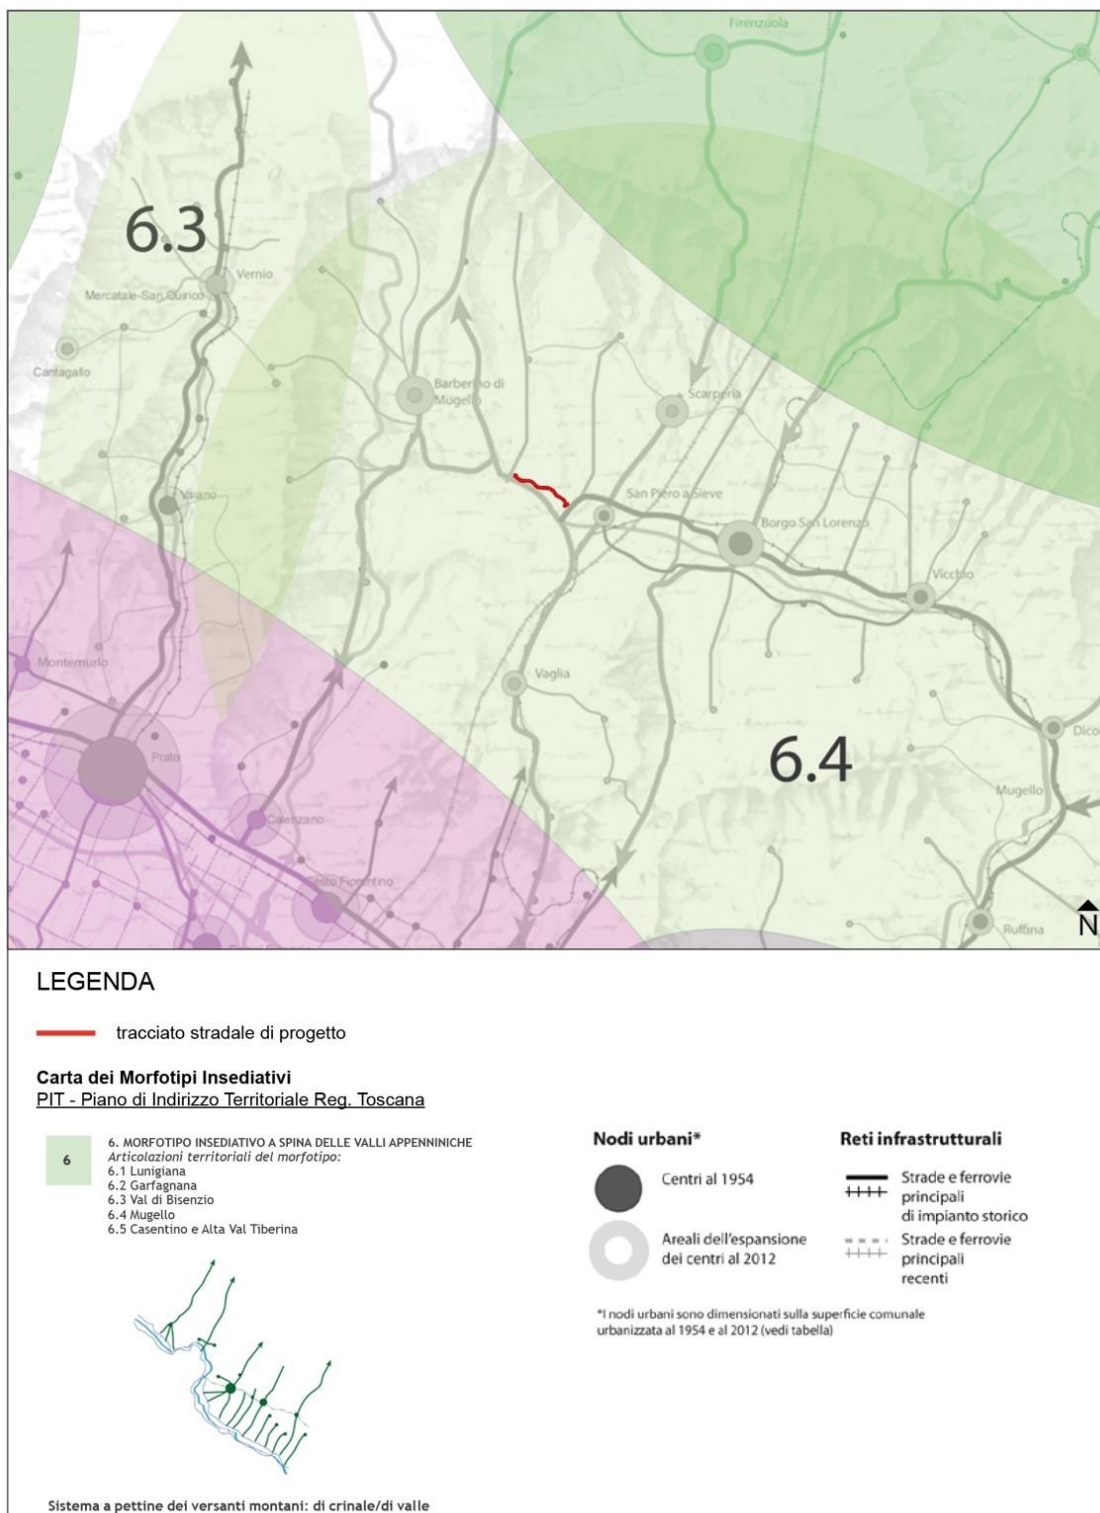 Firenzuola
6.3
Vernio
Mercatale-San Quirico
Cantagallo
Barberino di
Mugello
Scarperia
Vaiano
San Piero a Sieve
Borgo San Lorenzo
Vicchio
Montemurlo
Vaglia
Prato
6.4
Dico
Mugello
Calenzano
Sesto Fiorentino
Ruffina
N
LEGENDA
tracciato stradale di progetto
Carta dei Morfotipi Insediativi
PIT - Piano di Indirizzo Territoriale Reg. Toscana
6
6. MORFOTIPO INSEDIATIVO A SPINA DELLE VALLI APPENNINICHE
Articolazioni territoriali del morfotipo:
6.1 Lunigiana
6.2 Garfagnana
6.3 Val di Bisenzio
6.4 Mugello
6.5 Casentino e Alta Val Tiberina
Nodi urbani*
Centri al 1954
Areali dell'espansione
dei centri al 2012
*I nodi urbani sono dimensionati sulla superficie comunale
urbanizzata al 1954 e al 2012 (vedi tabella)
Reti infrastrutturali
Strade e ferrovie
principali
di impianto storico
Strade e ferrovie
principali
recenti
Sistema a pettine dei versanti montani: di crinale/di valle